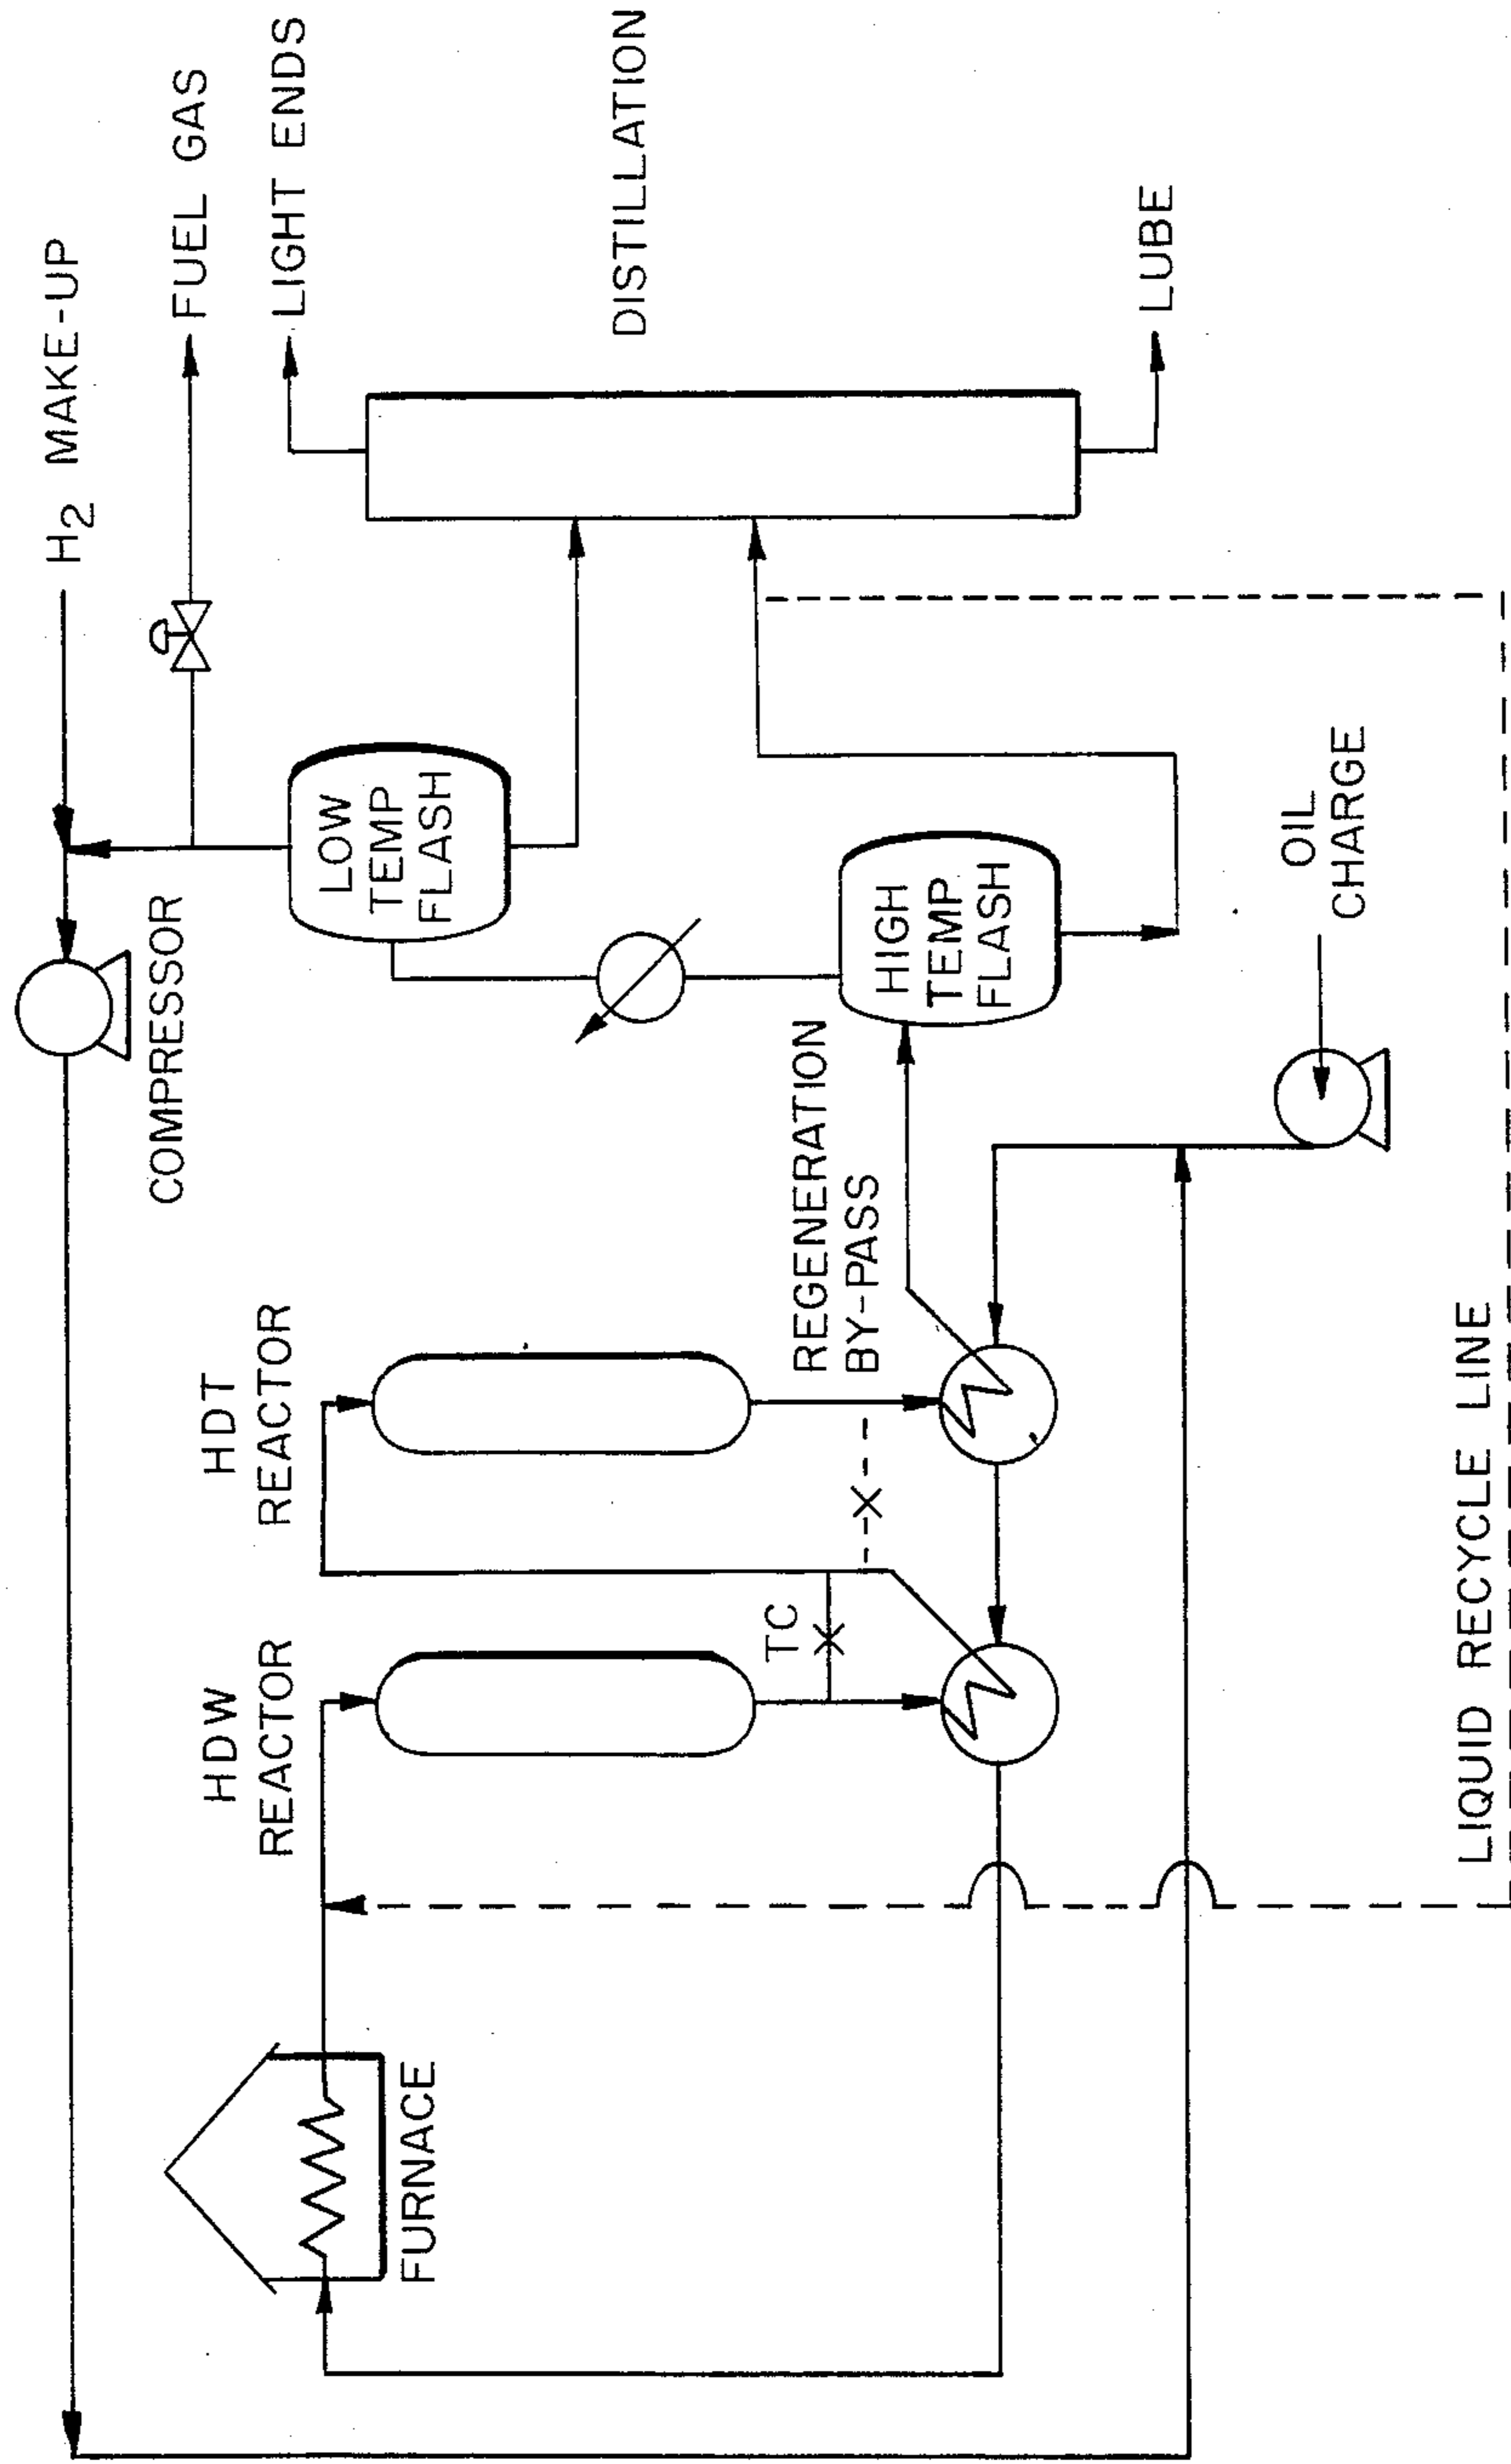 H2 MAKE-UP
FUEL GAS
LIGHT ENDS
COMPRESSOR
HDW
REACTOR
HDT
REACTOR
LOW
TEMP
FLASH
DISTILLATION
FURNACE
TC
REGENERATION
BY-PASS
HIGH
TEMP
FLASH
LUBE
OIL
CHARGE
LIQUID RECYCLE LINE